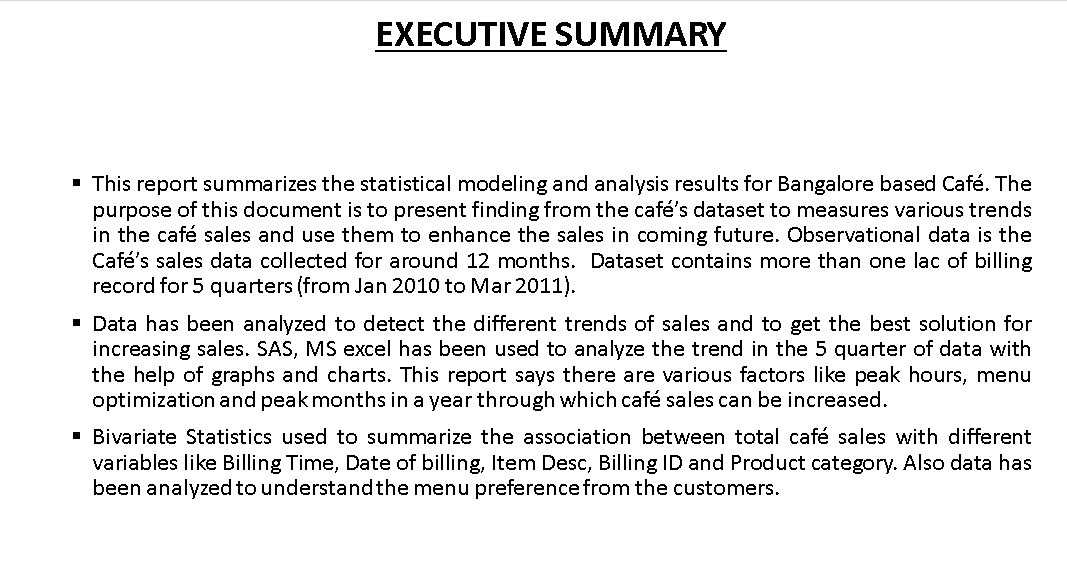 EXECUTIVE SUMMARY
▪ This report summarizes the statistical modeling and analysis results for Bangalore based Café. The
purpose of this document is to present finding from the café’s dataset to measures various trends
in the café sales and use them to enhance the sales in coming future. Observational data is the
Café’s sales data collected for around 12 months.  Dataset contains more than one lac of billing
record for 5 quarters (from Jan 2010 to Mar 2011).
▪ Data has been analyzed to detect the different trends of sales and to get the best solution for
increasing sales. SAS, MS excel has been used to analyze the trend in the 5 quarter of data with
the help of graphs and charts. This report says there are various factors like peak hours, menu
optimization and peak months in a year through which café sales can be increased.
▪ Bivariate Statistics used to summarize the association between total café sales with different
variables like Billing Time, Date of billing, Item Desc, Billing ID and Product category. Also data has
been analyzed to understand the menu preference from the customers.